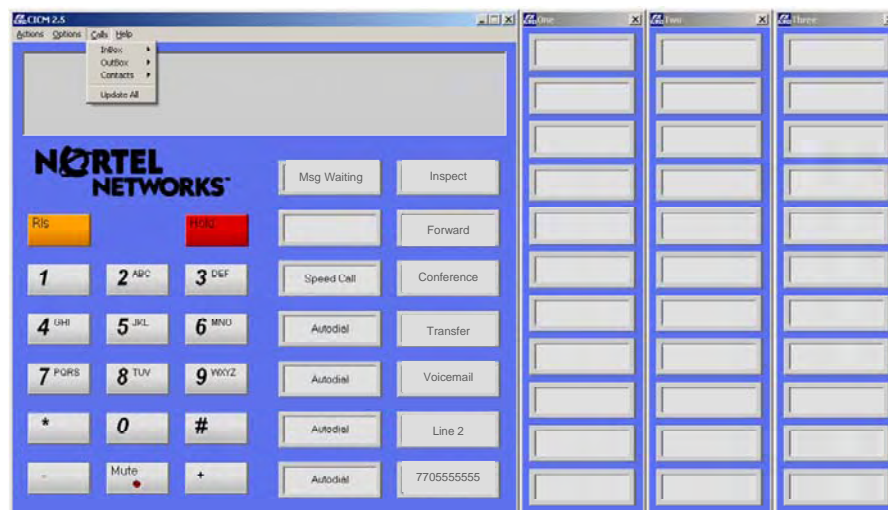 CICM 2.5
One
Two
Three
Actions Options Calls Help
InBox
OutBox
Contacts
Update All
NORTEL
NETWORKS™
Msg Waiting
Inspect
Rls
Hold
Forward
1
2 ABC
3 DEF
Speed Call
Conference
4 GHI
5 JKL
6 MNO
Autodial
Transfer
7 PQRS
8 TUV
9 WXYZ
Autodial
Voicemail
*
0
#
Autodial
Line 2
-
Mute
+
Autodial
7705555555